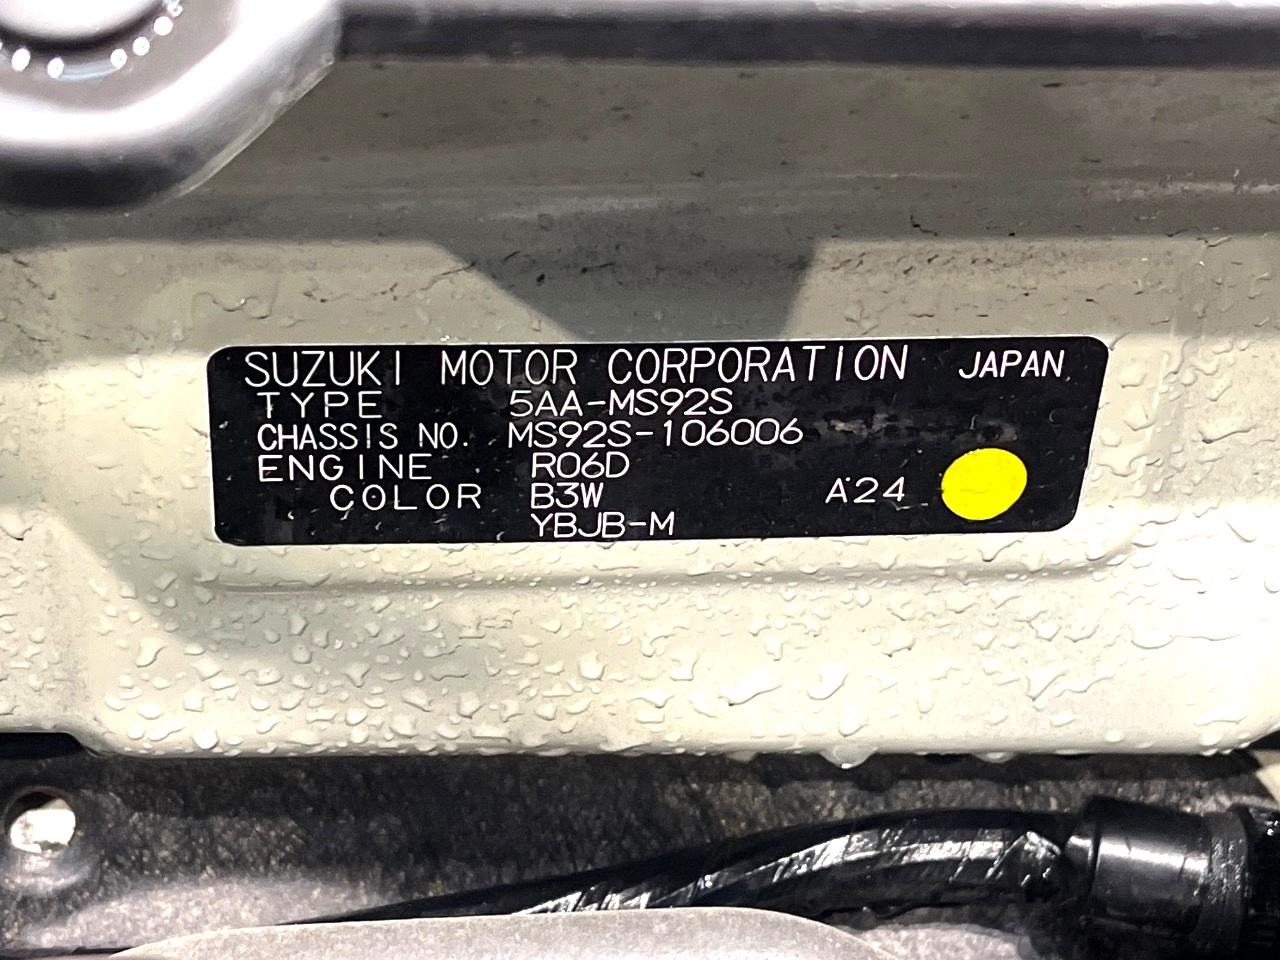 SUZUKI MOTOR CORPORATION JAPAN
TYPE 5AA-MS92S
CHASSIS NO. MS92S-106006
ENGINE R06D
COLOR B3W A24
YBJB-M